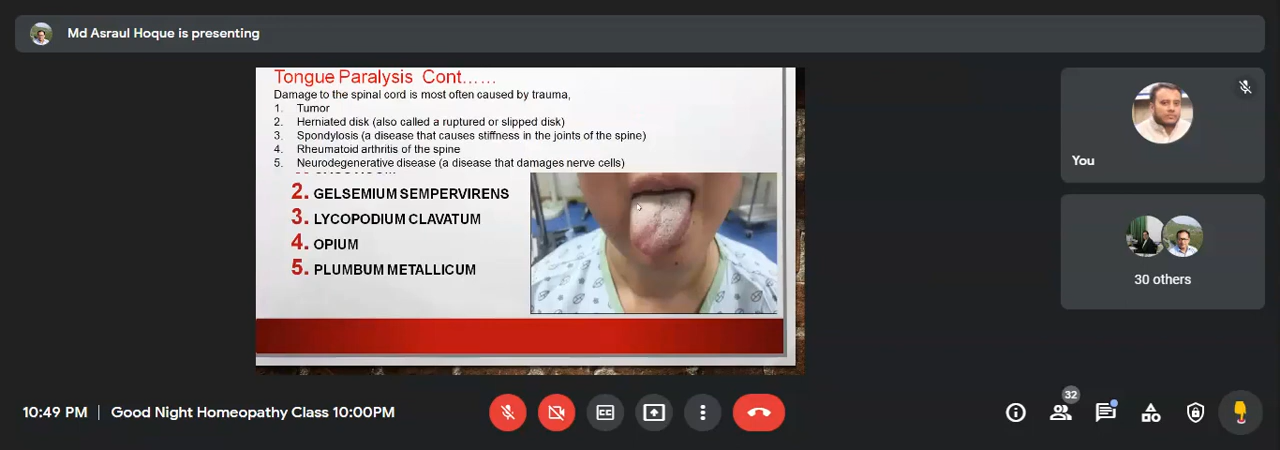 Md Asraul Hoque is presenting
Tongue Paralysis Cont……
Damage to the spinal cord is most often caused by trauma,
1. Tumor
2. Herniated disk (also called a ruptured or slipped disk)
3. Spondylosis (a disease that causes stiffness in the joints of the spine)
4. Rheumatoid arthritis of the spine
5. Neurodegenerative disease (a disease that damages nerve cells)
2. GELSEMIUM SEMPERVIRENS
3. LYCOPODIUM CLAVATUM
4. OPIUM
5. PLUMBUM METALLICUM
You
30 others
10:49 PM | Good Night Homeopathy Class 10:00PM
32